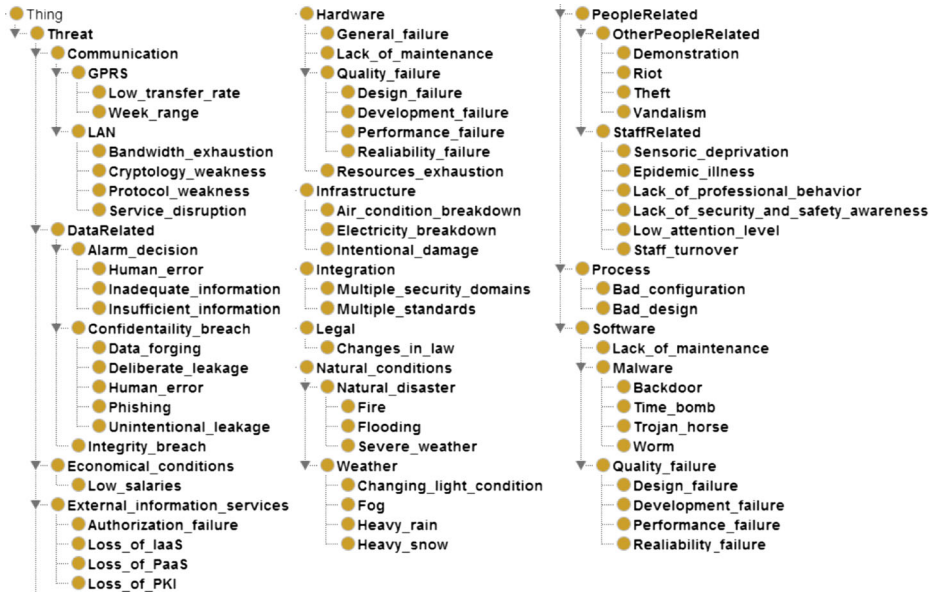 Thing
Threat
Communication
GPRS
Low_transfer_rate
Week_range
LAN
Bandwidth_exhaustion
Cryptology_weakness
Protocol_weakness
Service_disruption
DataRelated
Alarm_decision
Human_error
Inadequate_information
Insufficient_information
Confidentaility_breach
Data_forging
Deliberate_leakage
Human_error
Phishing
Unintentional_leakage
Integrity_breach
Economical_conditions
Low_salaries
External_information_services
Authorization_failure
Loss_of_IaaS
Loss_of_PaaS
Loss_of_PKI
Hardware
General_failure
Lack_of_maintenance
Quality_failure
Design_failure
Development_failure
Performance_failure
Realiability_failure
Resources_exhaustion
Infrastructure
Air_condition_breakdown
Electricity_breakdown
Intentional_damage
Integration
Multiple_security_domains
Multiple_standards
Legal
Changes_in_law
Natural_conditions
Natural_disaster
Fire
Flooding
Severe_weather
Weather
Changing_light_condition
Fog
Heavy_rain
Heavy_snow
PeopleRelated
OtherPeopleRelated
Demonstration
Riot
Theft
Vandalism
StaffRelated
Sensoric_deprivation
Epidemic_illness
Lack_of_professional_behavior
Lack_of_security_and_safety_awareness
Low_attention_level
Staff_turnover
Process
Bad_configuration
Bad_design
Software
Lack_of_maintenance
Malware
Backdoor
Time_bomb
Trojan_horse
Worm
Quality_failure
Design_failure
Development_failure
Performance_failure
Realiability_failure